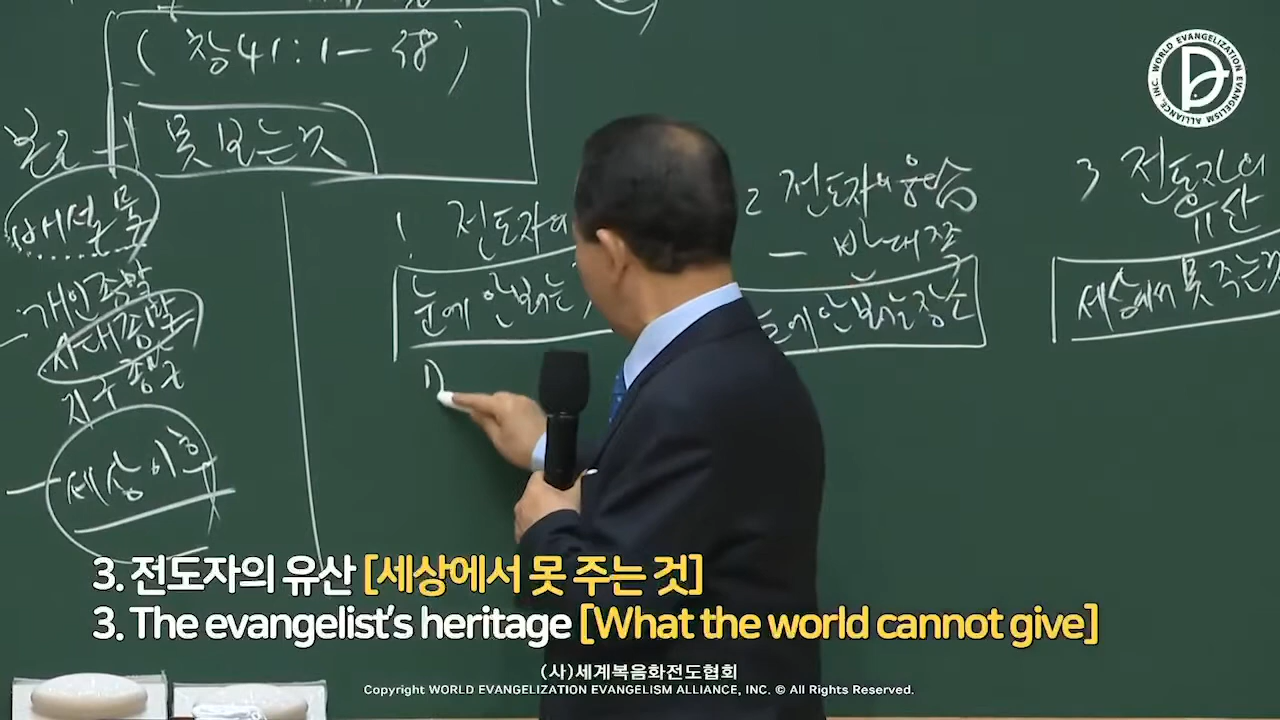 (창41:1-38)
못 보는 것
개인종말
시대종말
지구종말
세상 이후
1. 전도자의
눈에 안보이는
1)
2 전도자의
- 반대쪽
에 안 보이는 장소
3 전도자의
유산
세상에서 못 주는 것
WORLD EVANGELIZATION EVANGELISM ALLIANCE, INC.
3. 전도자의 유산 [세상에서 못 주는 것]
3. The evangelist's heritage [What the world cannot give]
(사)세계복음화전도협회
Copyright WORLD EVANGELIZATION EVANGELISM ALLIANCE, INC. © All Rights Reserved.